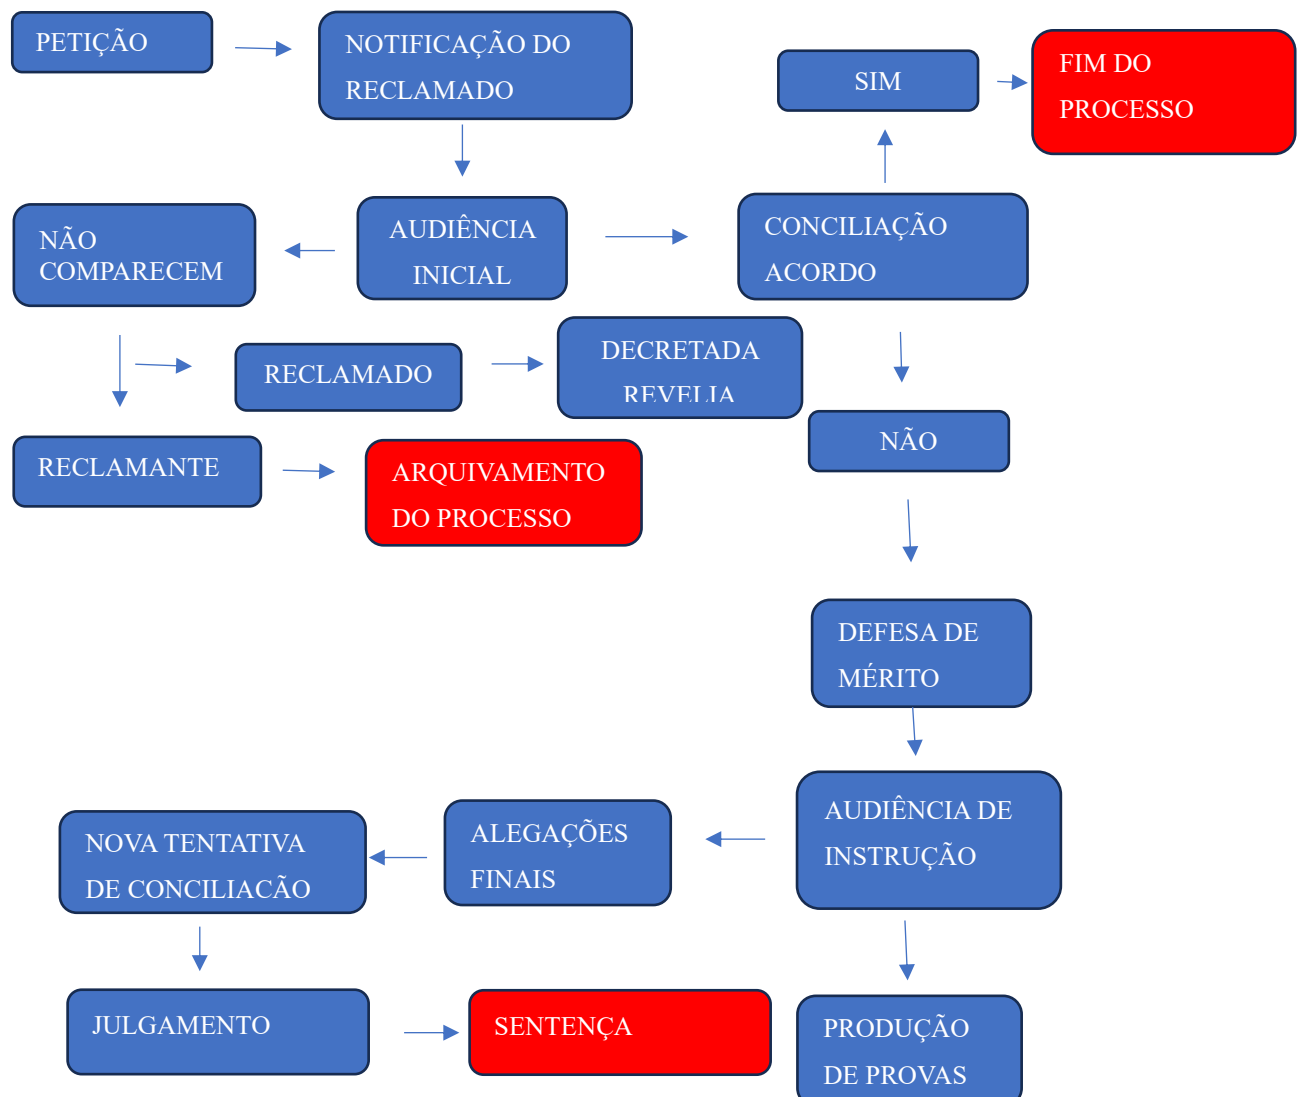 PETIÇÃO
NOTIFICAÇÃO DO
RECLAMADO
SIM
FIM DO
PROCESSO
NÃO
COMPARECEM
AUDIÊNCIA
INICIAL
CONCILIAÇÃO
ACORDO
RECLAMADO
DECRETADA
REVELIA
NÃO
RECLAMANTE
ARQUIVAMENTO
DO PROCESSO
DEFESA DE
MÉRITO
AUDIÊNCIA DE
INSTRUÇÃO
ALEGAÇÕES
FINAIS
NOVA TENTATIVA
DE CONCILIACÃO
JULGAMENTO
SENTENÇA
PRODUÇÃO
DE PROVAS